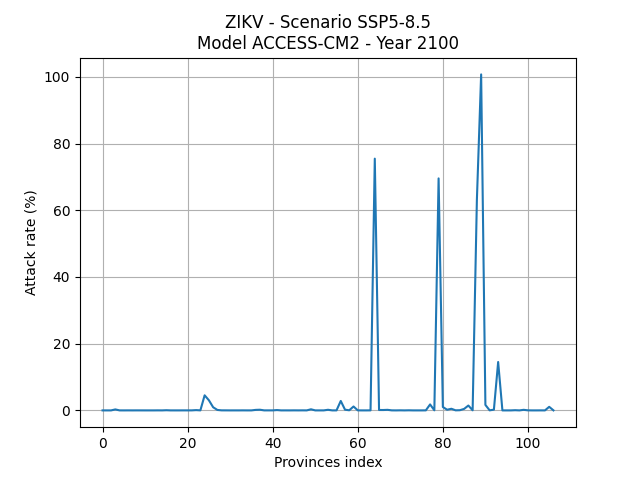 ZIKV - Scenario SSP5-8.5
Model ACCESS-CM2 - Year 2100
100
80
60
40
20
0
Attack rate (%)
0 20 40 60 80 100
Provinces index